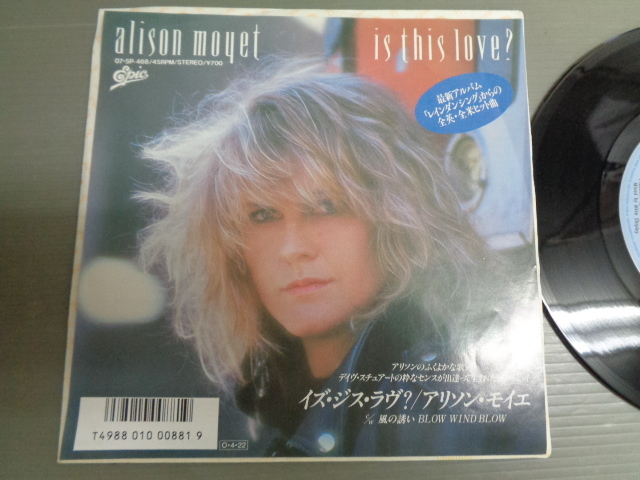 alison moyet
is this love?
07・5P-468/45RPM/STEREO/¥700
Epic
最新アルバム、
「レインダンシング」からの
全英・全米ヒット曲
アリソンのふくよかな歌
デイヴ・スチュアートの粋なセンスが出逢
イズ・ジス・ラヴ?/アリソン・モイエ
c/w 風の誘い BLOW WIND BLOW
T4988 010 00881 9
O・4・22